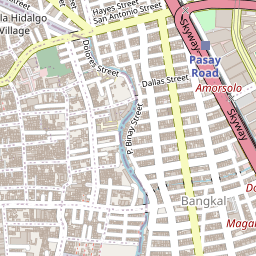 la Hidalgo
Village
Hayes Street
San Antonio Street
Skyway
Dolores Street
Dallas Street
Pasay
Road
Amorsolo
Skyway
P. Binay Street
Bangkal